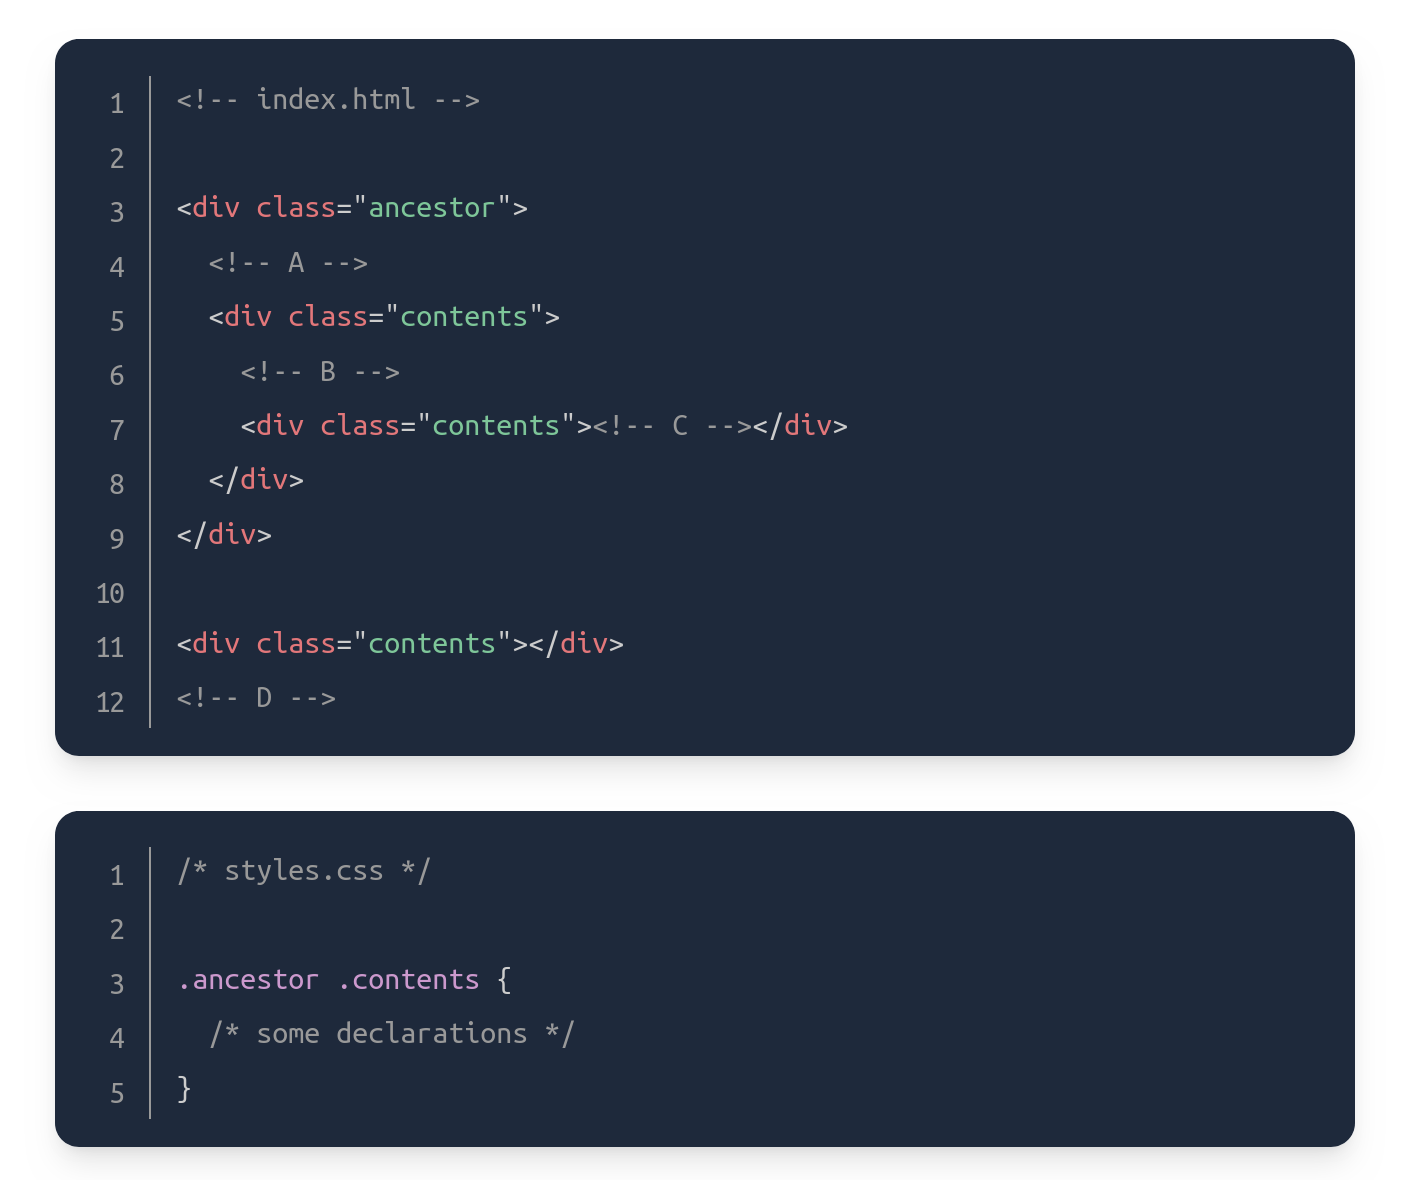 1 <!-- index.html -->
2
3 <div class="ancestor">
4   <!-- A -->
5   <div class="contents">
6     <!-- B -->
7     <div class="contents"><!-- C --></div>
8   </div>
9 </div>
10
11 <div class="contents"></div>
12 <!-- D -->
1 /* styles.css */
2
3 .ancestor .contents {
4   /* some declarations */
5 }